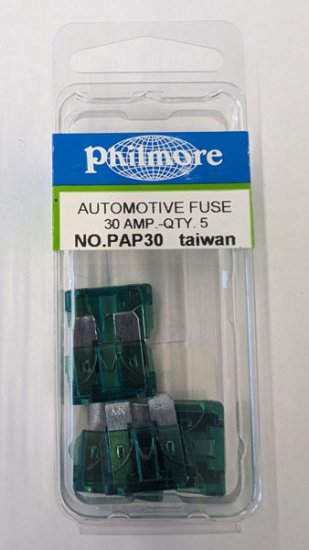 Philmore
AUTOMOTIVE FUSE
30 AMP.-QTY. 5
NO.PAP30 taiwan